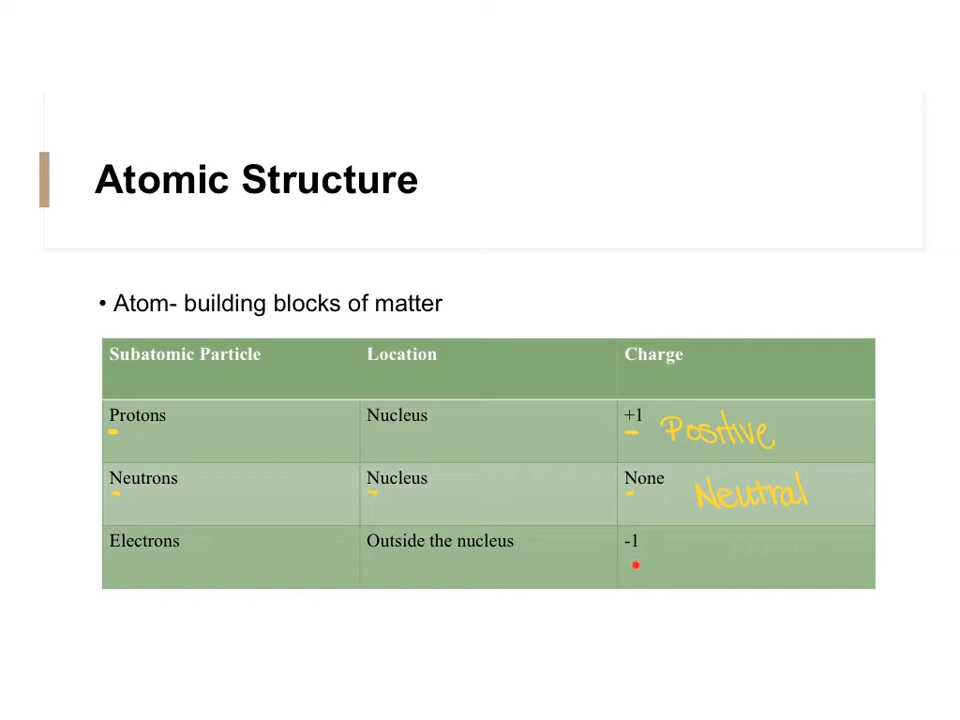 Atomic Structure
• Atom- building blocks of matter
Subatomic Particle Location Charge
Protons Nucleus +1 Positive
Neutrons Nucleus None Neutral
Electrons Outside the nucleus -1